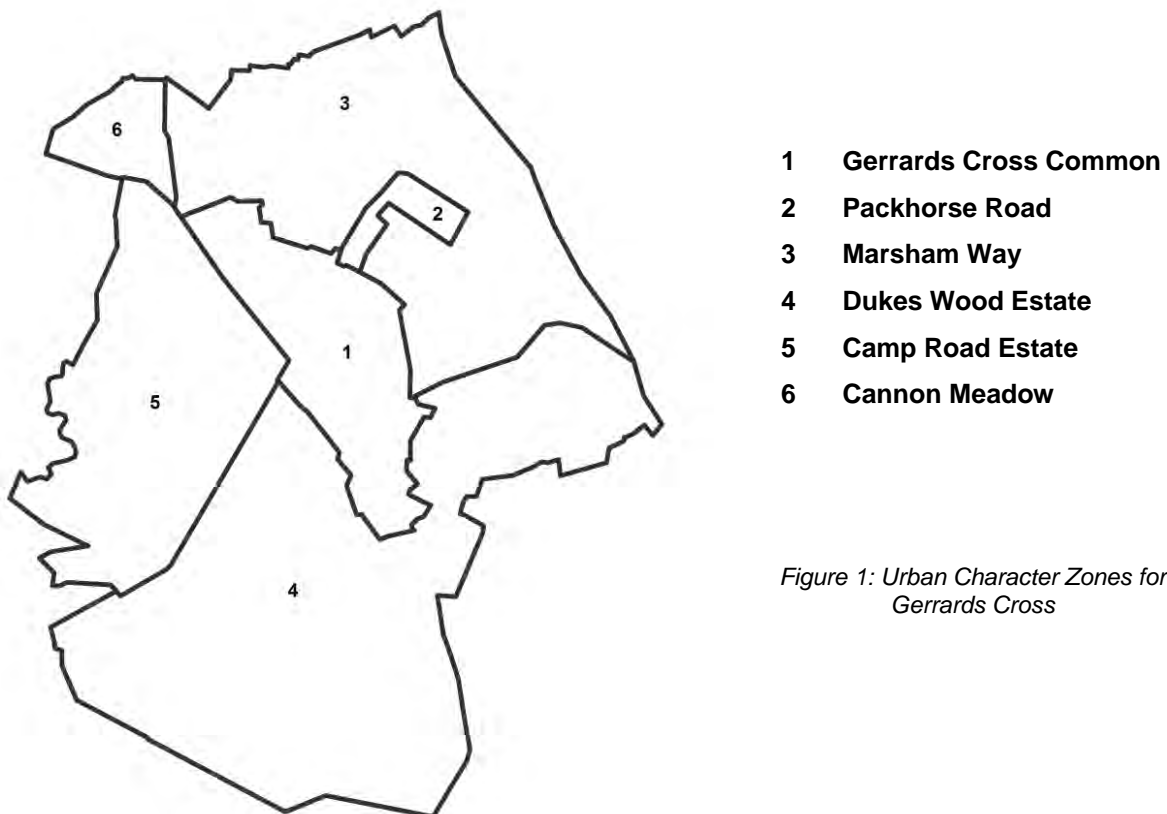 3
6
2
1
5
4
1 Gerrards Cross Common
2 Packhorse Road
3 Marsham Way
4 Dukes Wood Estate
5 Camp Road Estate
6 Cannon Meadow
Figure 1: Urban Character Zones for
Gerrards Cross